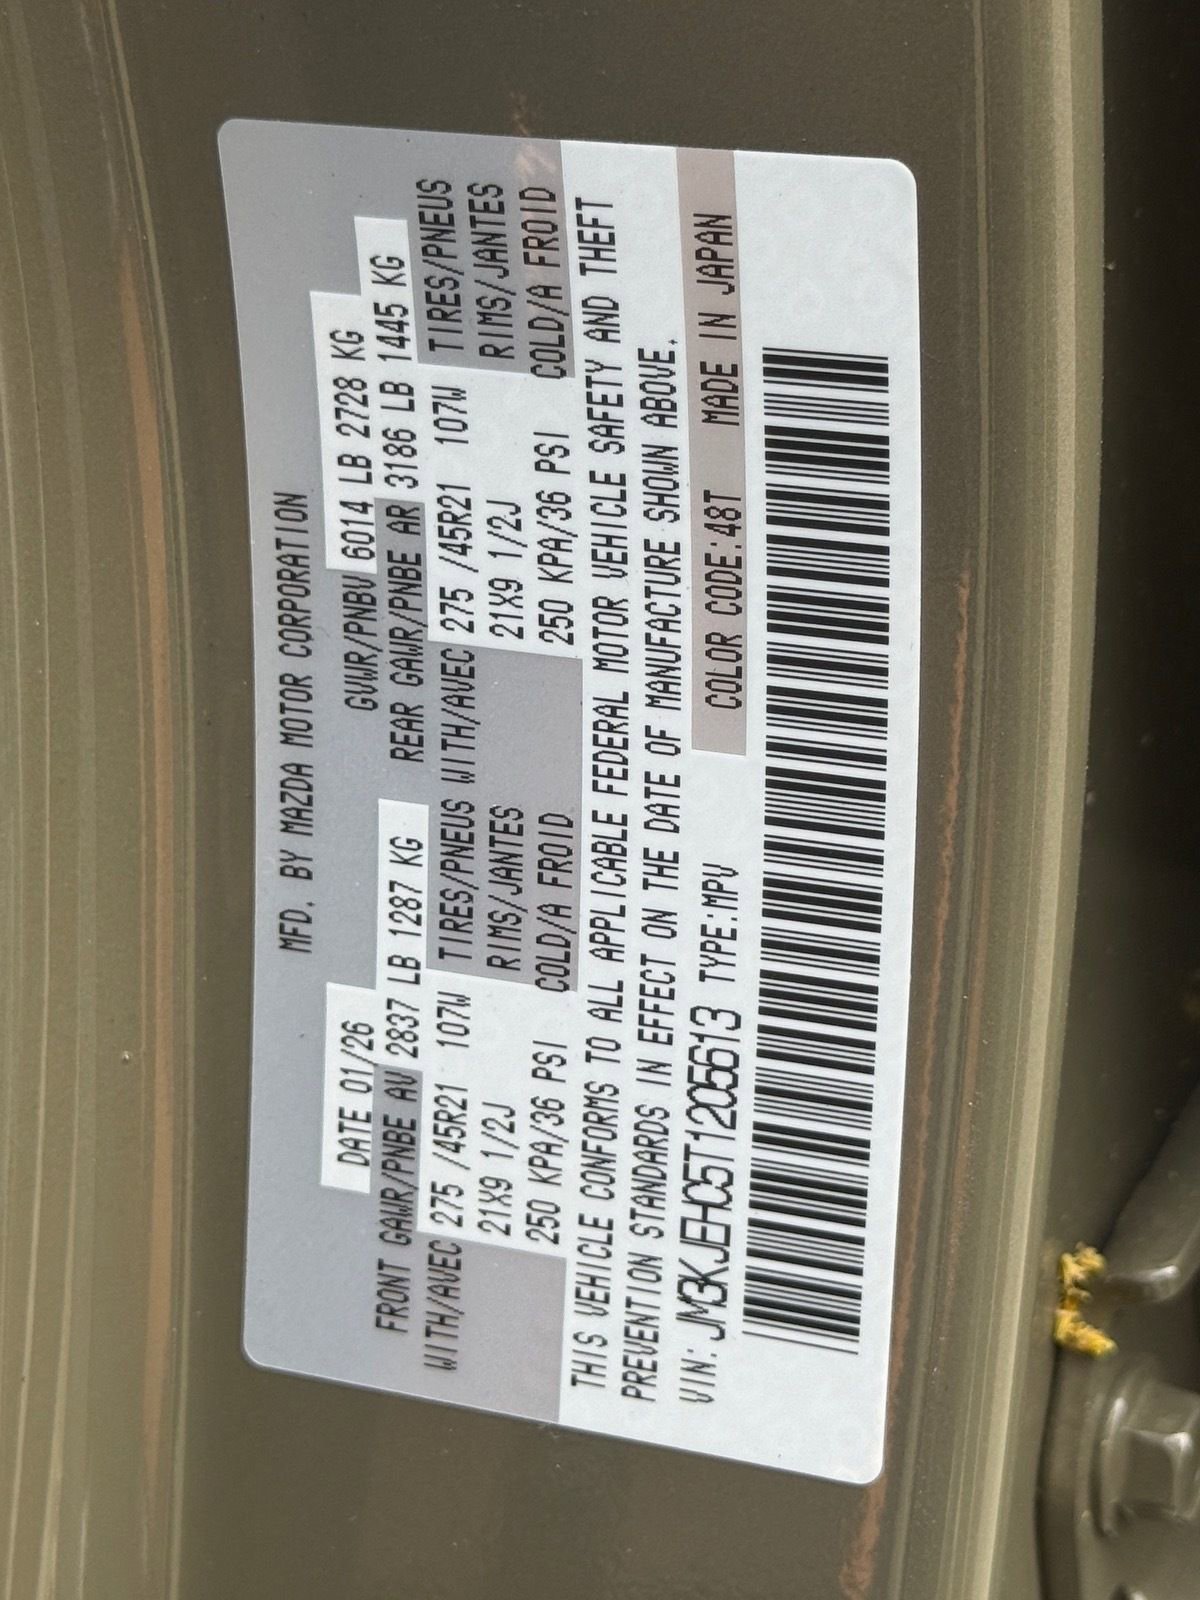 MFD. BY MAZDA MOTOR CORPORATION
DATE 01/26 GVWR/PNBV 6014 LB 2728 KG
FRONT GAWR/PNBE AV 2837 LB 1287 KG REAR GAWR/PNBE AR 3186 LB 1445 KG
WITH/AVEC 275 /45R21 107W TIRES/PNEUS WITH/AVEC 275 /45R21 107W TIRES/PNEUS
21X9 1/2J RIMS/JANTES 21X9 1/2J RIMS/JANTES
250 KPA/36 PSI COLD/A FROID 250 KPA/36 PSI COLD/A FROID
THIS VEHICLE CONFORMS TO ALL APPLICABLE FEDERAL MOTOR VEHICLE SAFETY AND THEFT
PREVENTION STANDARDS IN EFFECT ON THE DATE OF MANUFACTURE SHOWN ABOVE.
VIN: JM3KJEHC5T1205613 TYPE:MPV COLOR CODE:48T MADE IN JAPAN